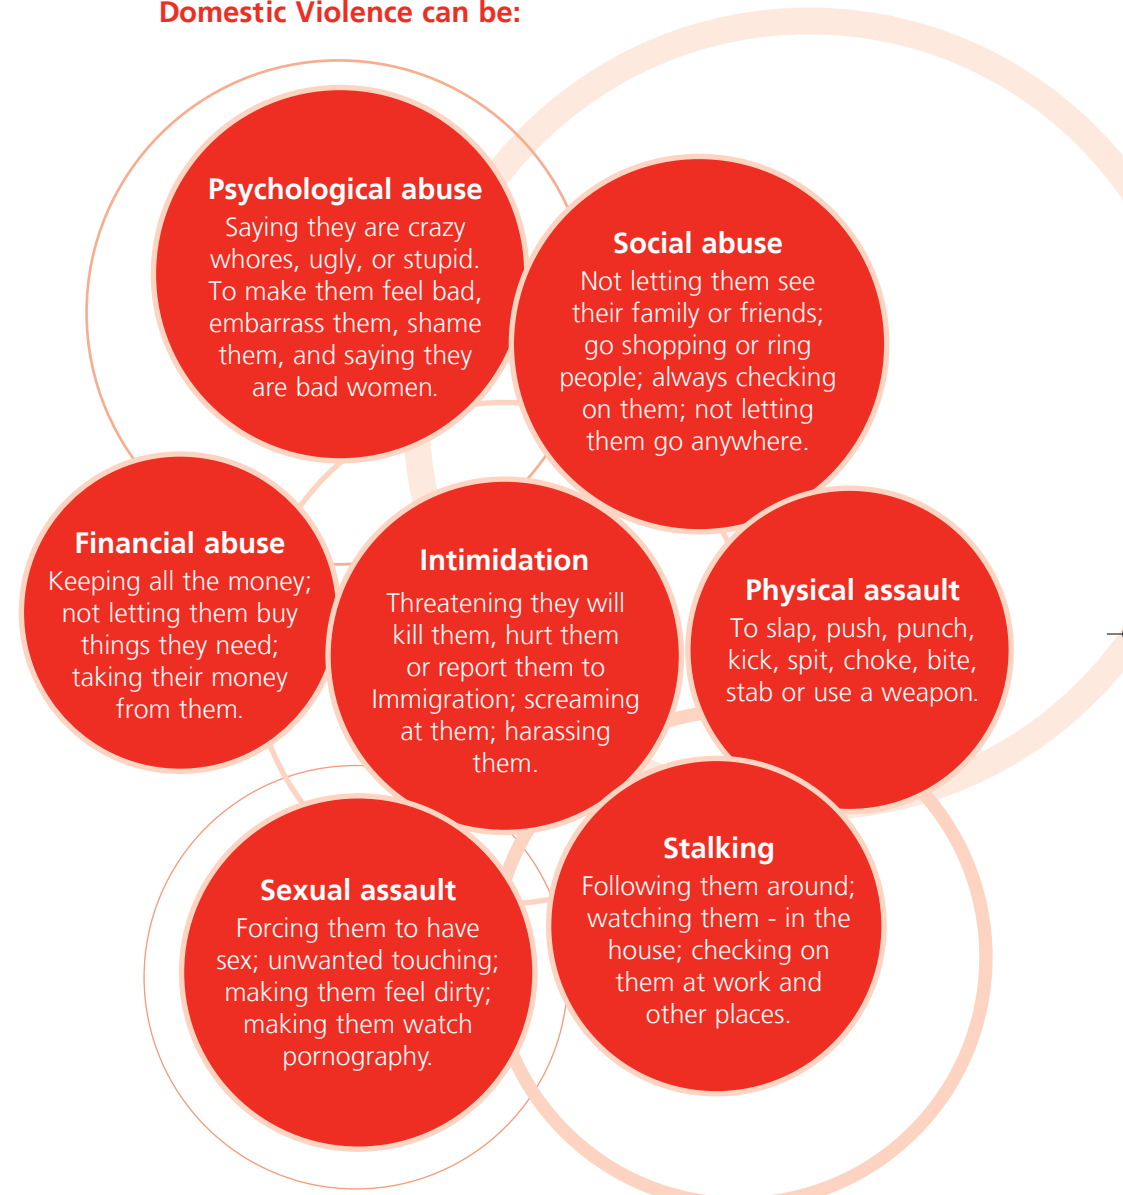 Domestic Violence can be:
Psychological abuse
Saying they are crazy
whores, ugly, or stupid.
To make them feel bad,
embarrass them, shame
them, and saying they
are bad women.
Social abuse
Not letting them see
their family or friends;
go shopping or ring
people; always checking
on them; not letting
them go anywhere.
Financial abuse
Keeping all the money;
not letting them buy
things they need;
taking their money
from them.
Intimidation
Threatening they will
kill them, hurt them
or report them to
Immigration; screaming
at them; harassing
them.
Physical assault
To slap, push, punch,
kick, spit, choke, bite,
stab or use a weapon.
Sexual assault
Forcing them to have
sex; unwanted touching;
making them feel dirty;
making them watch
pornography.
Stalking
Following them around;
watching them - in the
house; checking on
them at work and
other places.